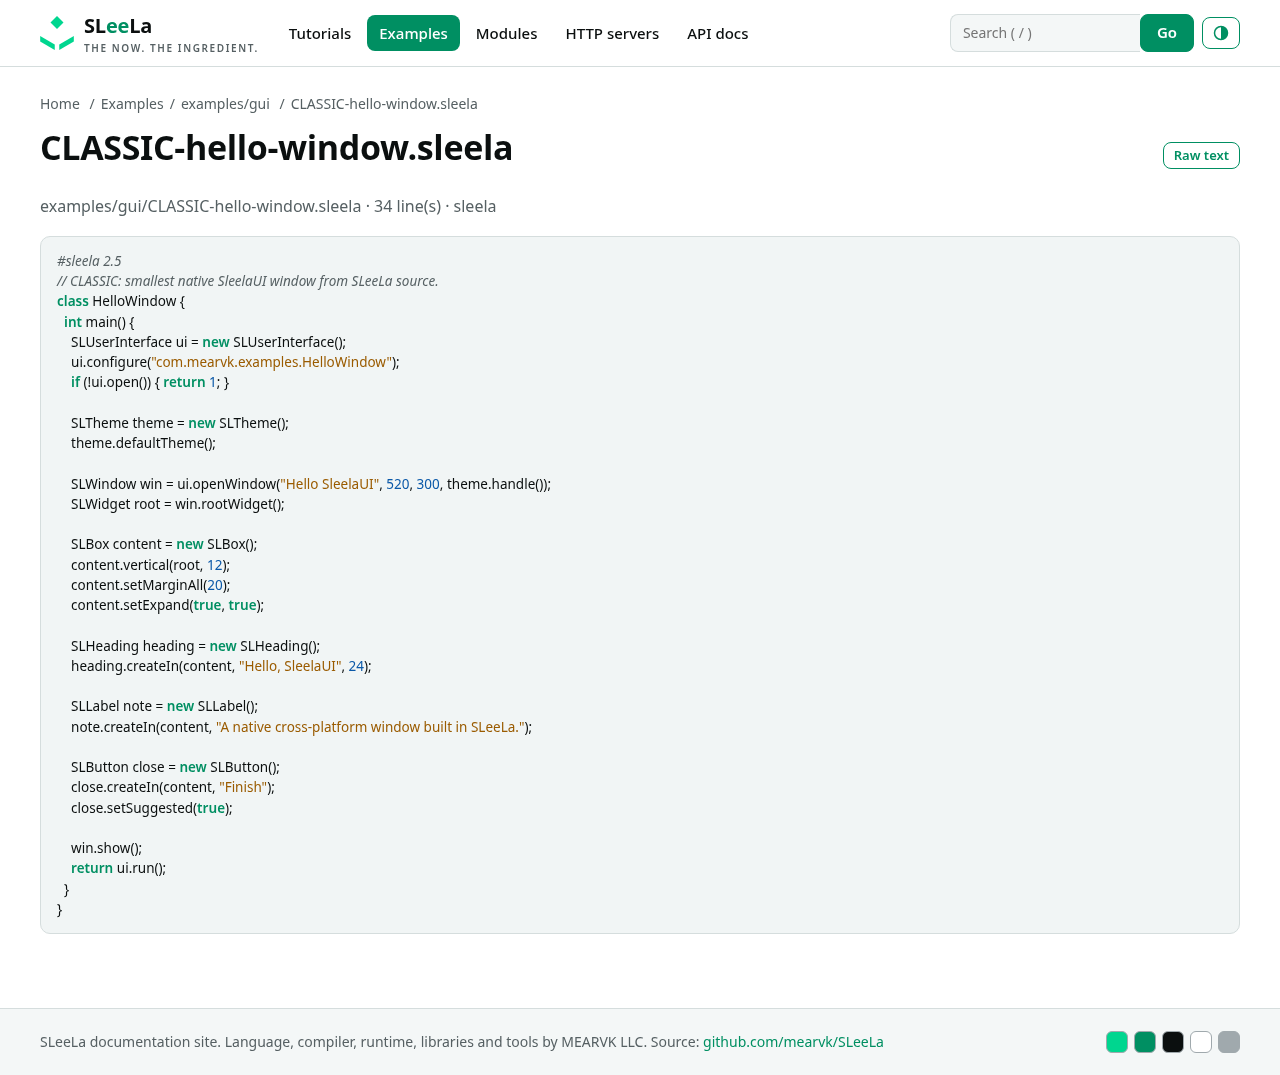 SLeeLa
THE NOW. THE INGREDIENT.
Tutorials
Examples
Modules
HTTP servers
API docs
Search ( / )
Go
Home / Examples / examples/gui / CLASSIC-hello-window.sleela
CLASSIC-hello-window.sleela
Raw text
examples/gui/CLASSIC-hello-window.sleela · 34 line(s) · sleela
#sleela 2.5
// CLASSIC: smallest native SleelaUI window from SLeeLa source.
class HelloWindow {
  int main() {
    SLUserInterface ui = new SLUserInterface();
    ui.configure("com.mearvk.examples.HelloWindow");
    if (!ui.open()) { return 1; }

    SLTheme theme = new SLTheme();
    theme.defaultTheme();

    SLWindow win = ui.openWindow("Hello SleelaUI", 520, 300, theme.handle());
    SLWidget root = win.rootWidget();

    SLBox content = new SLBox();
    content.vertical(root, 12);
    content.setMarginAll(20);
    content.setExpand(true, true);

    SLHeading heading = new SLHeading();
    heading.createIn(content, "Hello, SleelaUI", 24);

    SLLabel note = new SLLabel();
    note.createIn(content, "A native cross-platform window built in SLeeLa.");

    SLButton close = new SLButton();
    close.createIn(content, "Finish");
    close.setSuggested(true);

    win.show();
    return ui.run();
  }
}
SLeeLa documentation site. Language, compiler, runtime, libraries and tools by MEARVK LLC. Source: github.com/mearvk/SLeeLa